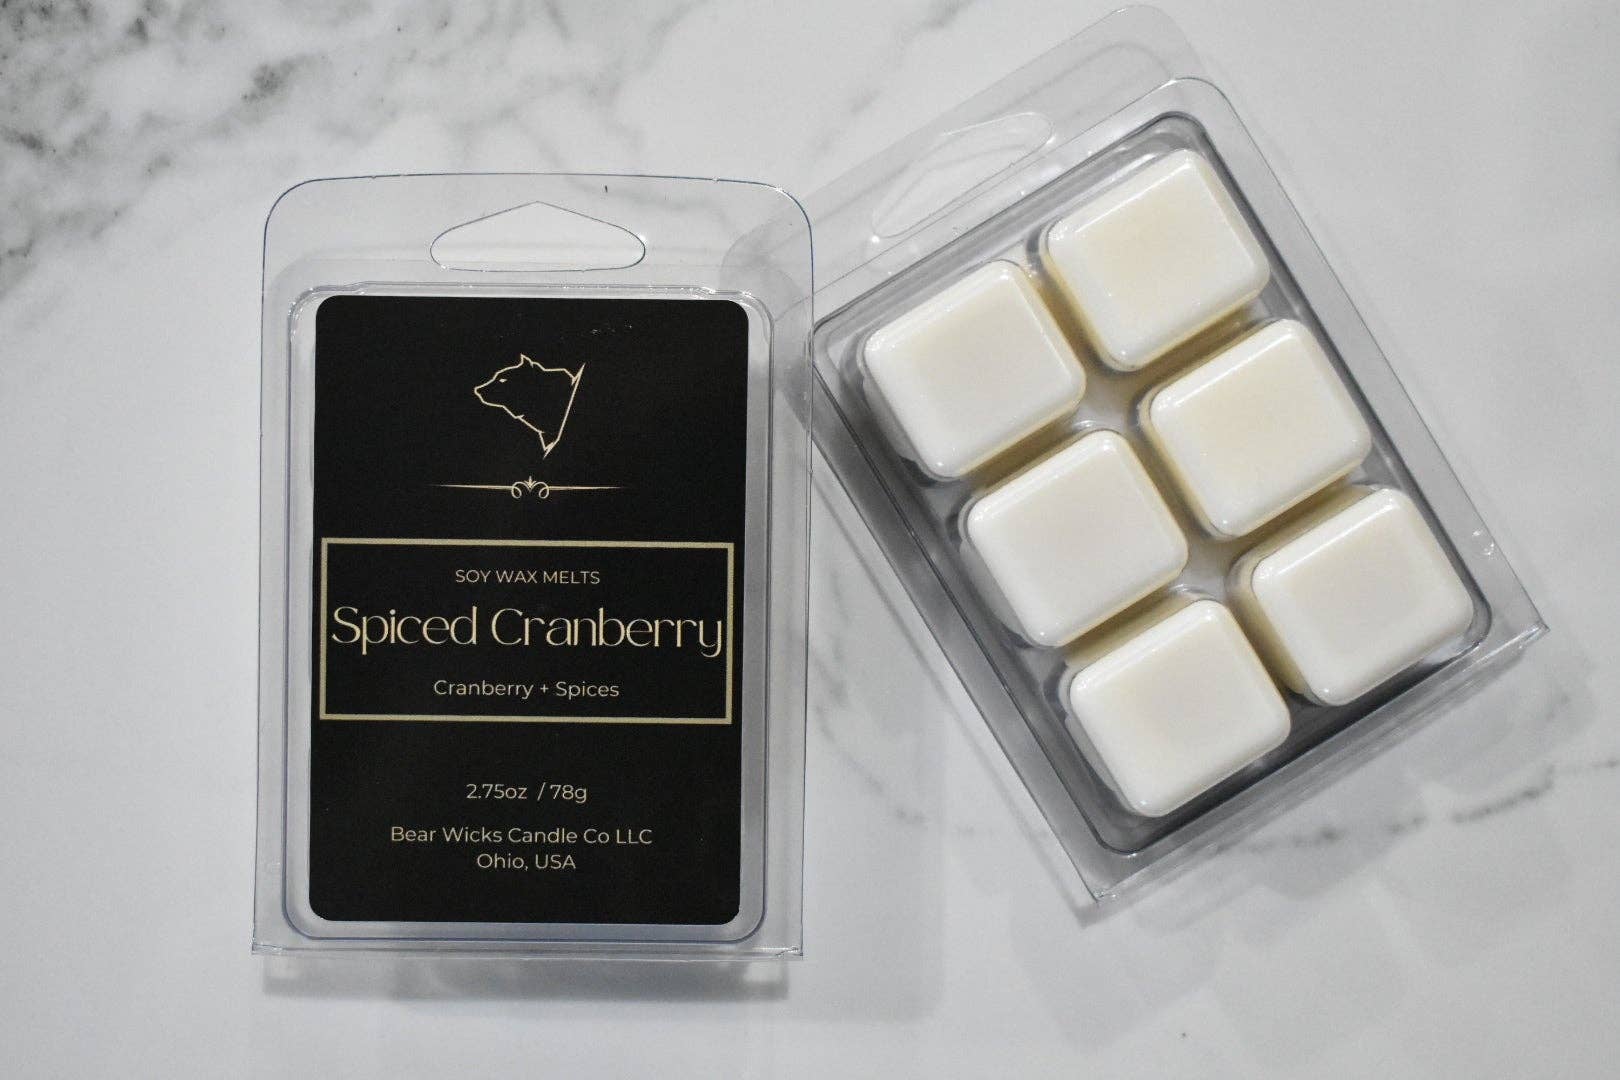 SOY WAX MELTS
Spiced Cranberry
Cranberry + Spices
2.75oz / 78g
Bear Wicks Candle Co LLC
Ohio, USA